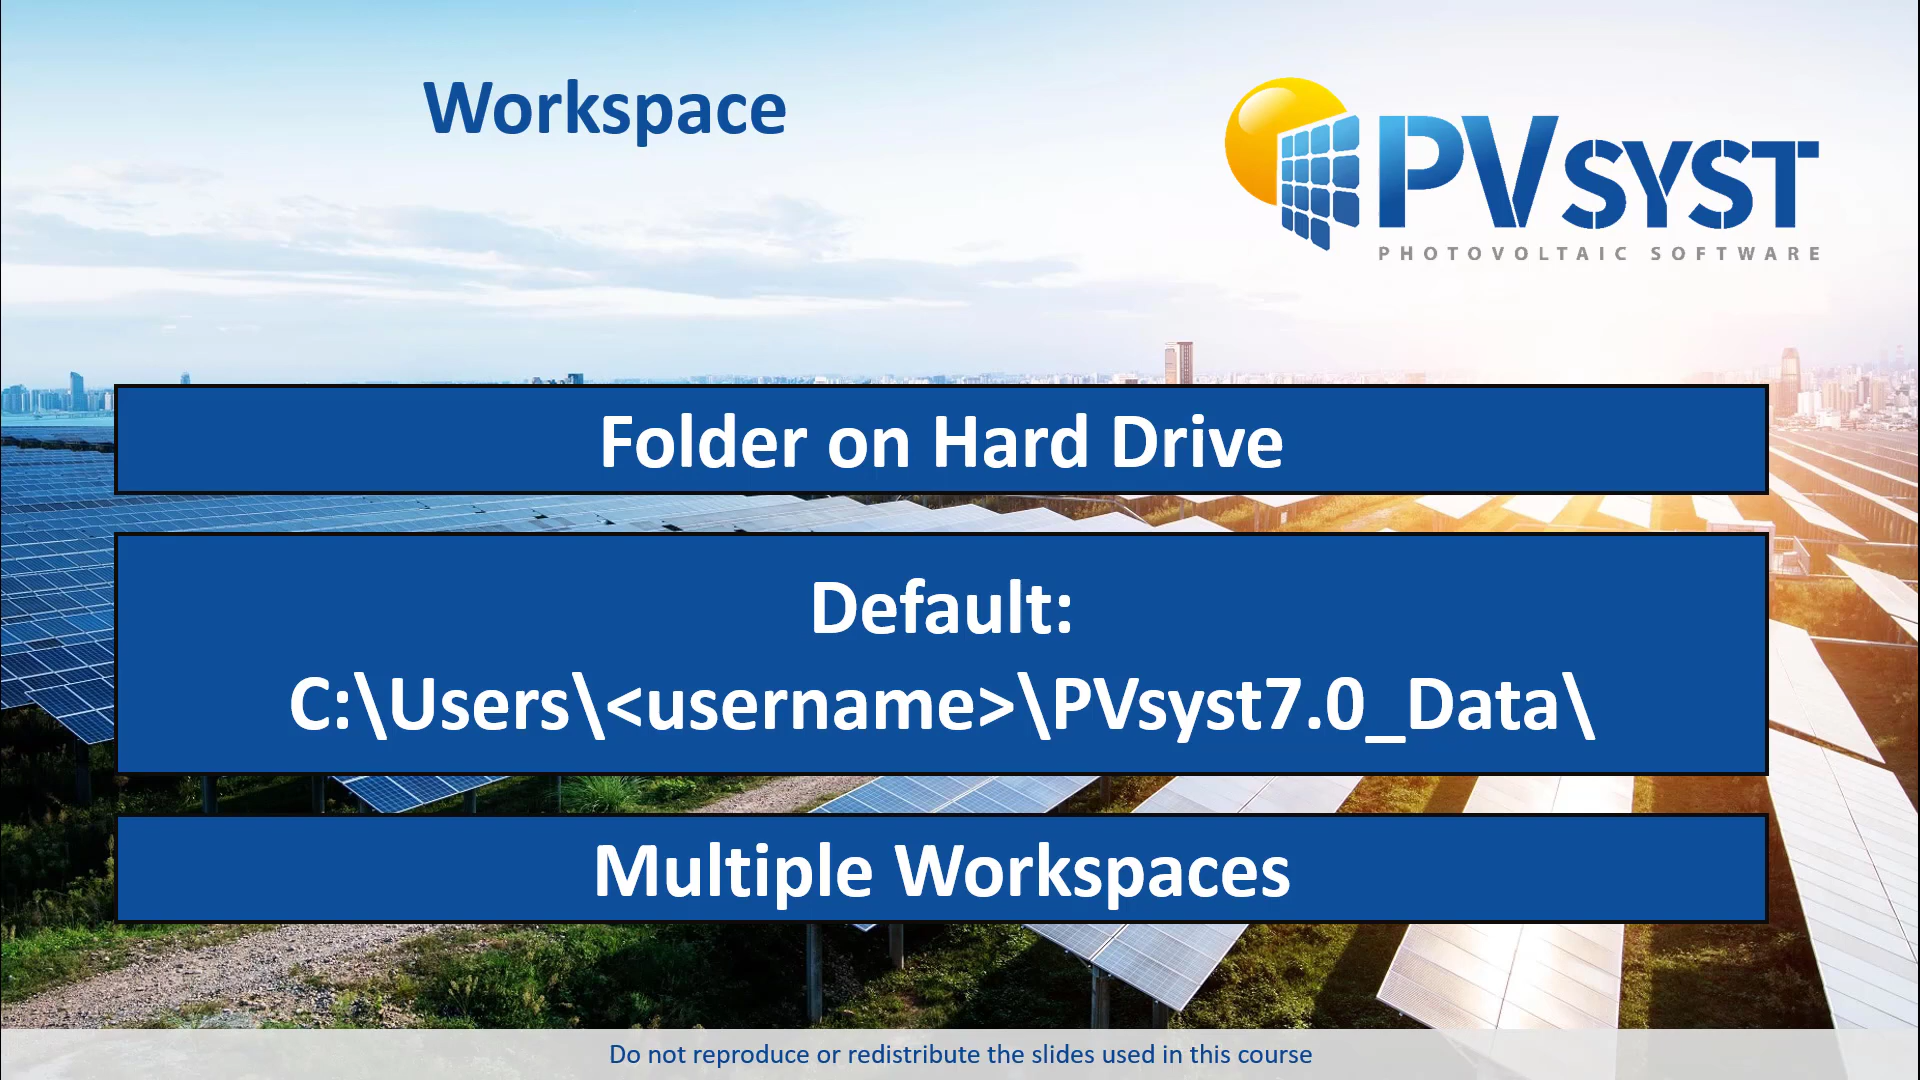 Workspace
PVSYST
PHOTOVOLTAIC SOFTWARE
Folder on Hard Drive
Default:
C:\Users\<username>\PVsyst7.0_Data\
Multiple Workspaces
Do not reproduce or redistribute the slides used in this course